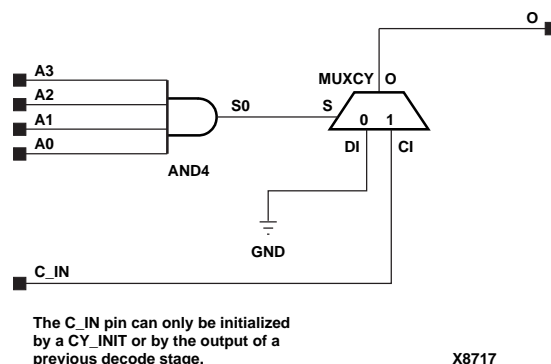 O
A3
MUXCY O
A2
S0 S
A1
0 1
A0
DI CI
AND4
GND
C_IN
The C_IN pin can only be initialized
by a CY_INIT or by the output of a
previous decode stage.
X8717